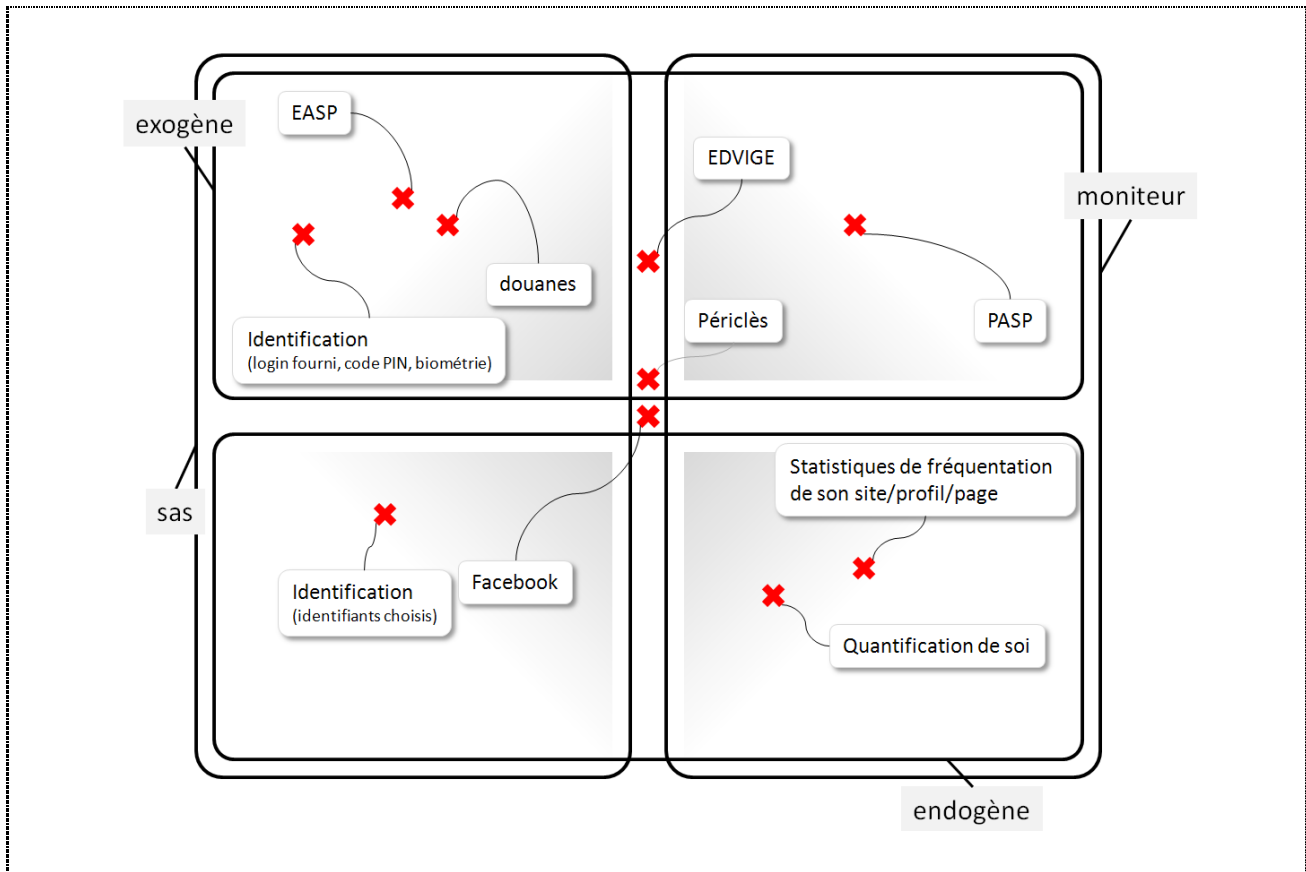 EASP
exogène
EDVIGE
moniteur
douanes
Périclès
PASP
Identification
(login fourni, code PIN, biométrie)
Statistiques de fréquentation
de son site/profil/page
sas
Facebook
Identification
(identifiants choisis)
Quantification de soi
endogène